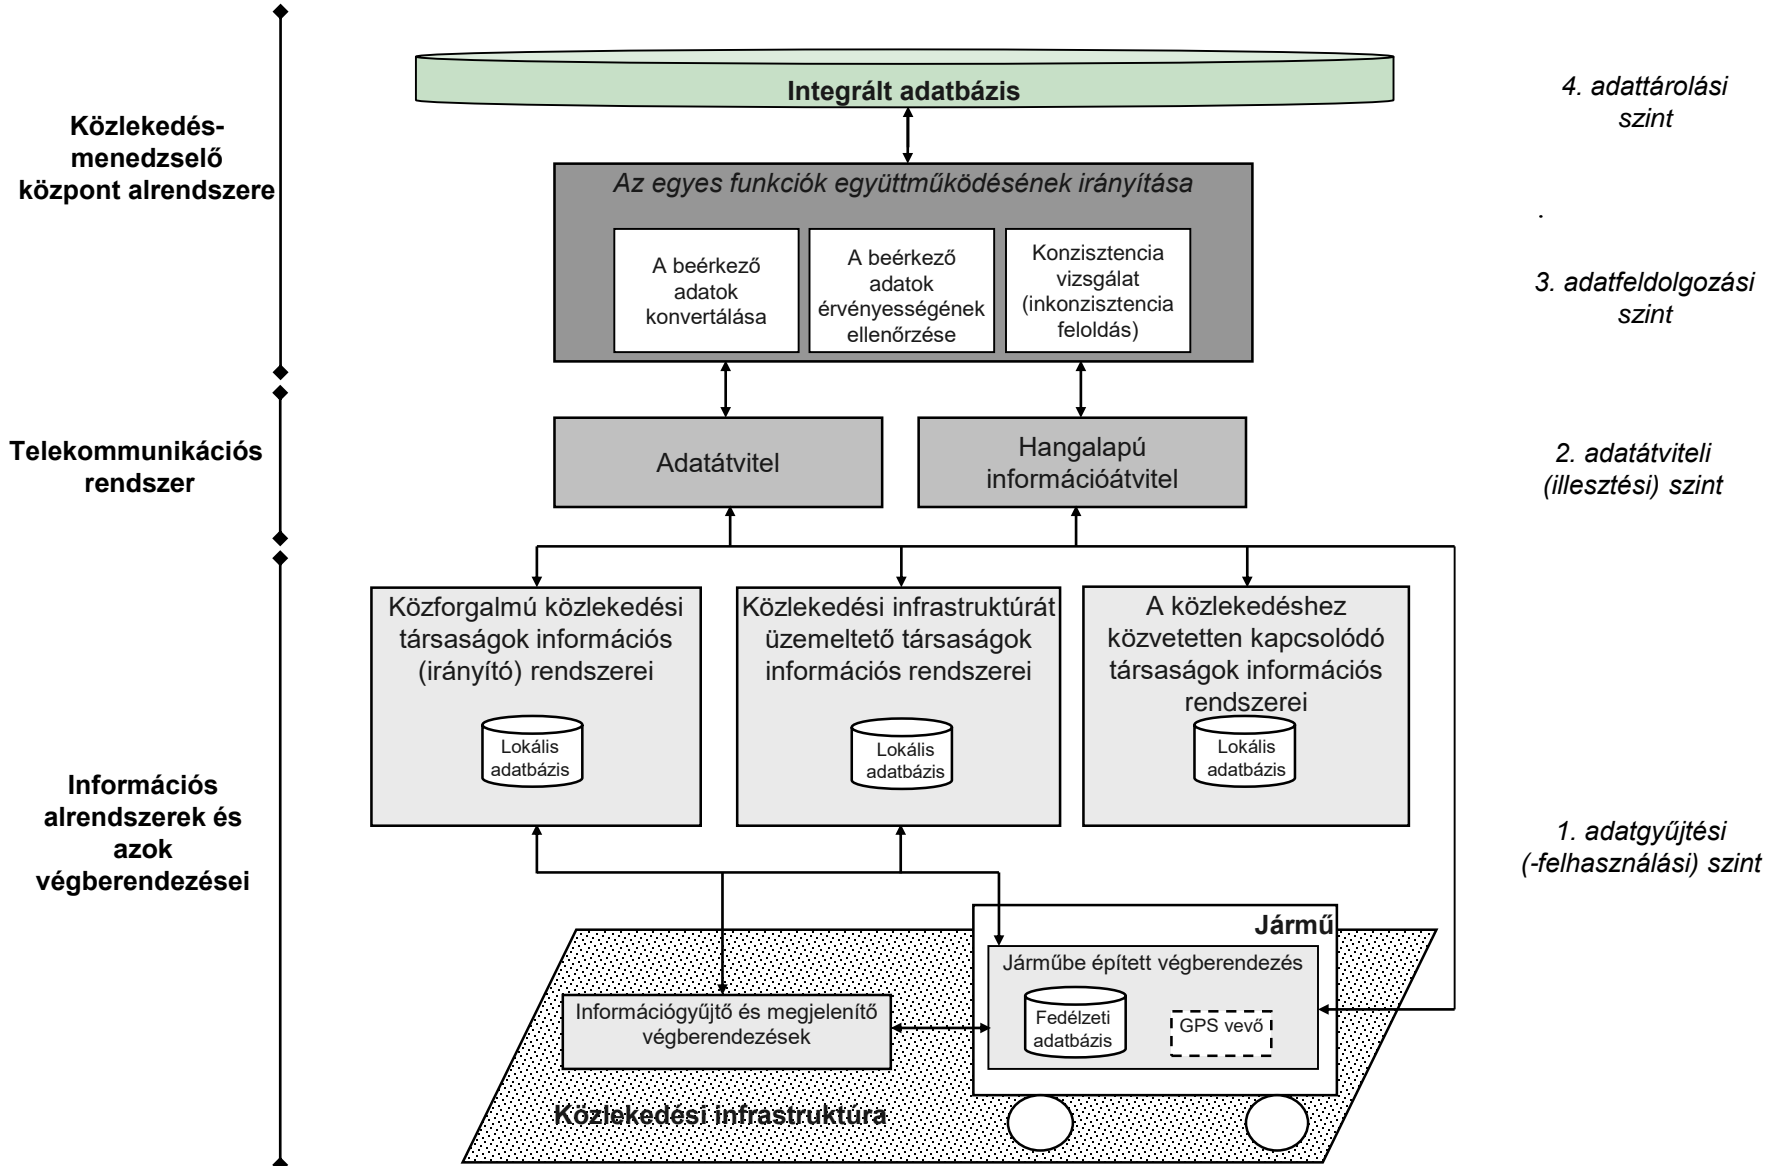 Integrált adatbázis
4. adattárolási
szint
Közlekedés-
menedzselő
központ alrendszere
Az egyes funkciók együttműködésének irányítása
.
A beérkező
adatok
konvertálása
A beérkező
adatok
érvényességének
ellenőrzése
Konzisztencia
vizsgálat
(inkonzisztencia
feloldás)
3. adatfeldolgozási
szint
Telekommunikációs
rendszer
Adatátvitel
Hangalapú
információátvitel
2. adatátviteli
(illesztési) szint
Közforgalmú közlekedési
társaságok információs
(irányító) rendszerei
Lokális
adatbázis
Közlekedési infrastruktúrát
üzemeltető társaságok
információs rendszerei
Lokális
adatbázis
A közlekedéshez
közvetetten kapcsolódó
társaságok információs
rendszerei
Lokális
adatbázis
Információs
alrendszerek és
azok
végberendezései
1. adatgyűjtési
(-felhasználási) szint
Jármű
Járműbe épített végberendezés
Fedélzeti
adatbázis
GPS vevő
Információgyűjtő és megjelenítő
végberendezések
Közlekedési infrastruktúra